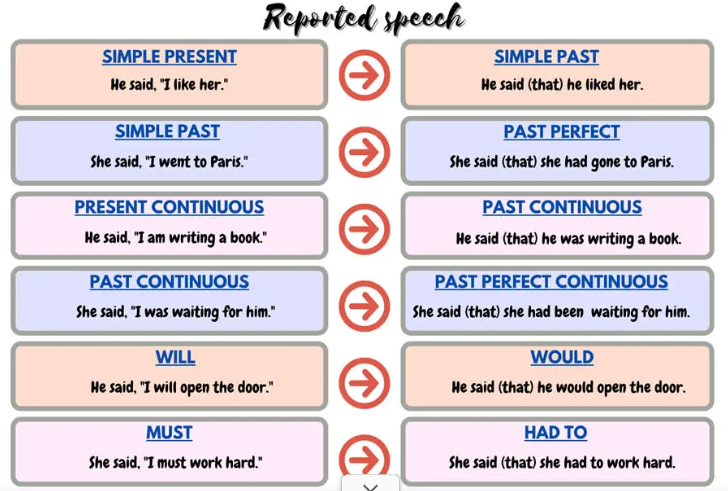 Reported speech
SIMPLE PRESENT
He said, "I like her."
SIMPLE PAST
He said (that) he liked her.
SIMPLE PAST
She said, "I went to Paris."
PAST PERFECT
She said (that) she had gone to Paris.
PRESENT CONTINUOUS
He said, "I am writing a book."
PAST CONTINUOUS
He said (that) he was writing a book.
PAST CONTINUOUS
She said, "I was waiting for him."
PAST PERFECT CONTINUOUS
She said (that) she had been waiting for him.
WILL
He said, "I will open the door."
WOULD
He said (that) he would open the door.
MUST
She said, "I must work hard."
HAD TO
She said (that) she had to work hard.